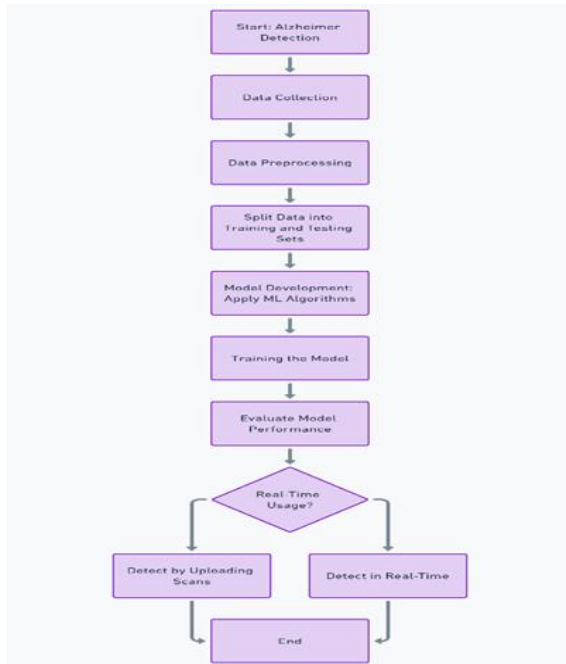 Start: Alzheimer
Detection
Data Collection
Data Preprocessing
Split Data into
Training and Testing
Sets
Model Development:
Apply ML Algorithms
Training the Model
Evaluate Model
Performance
Real-Time
Usage?
Detect by Uploading
Scans
Detect in Real-Time
End